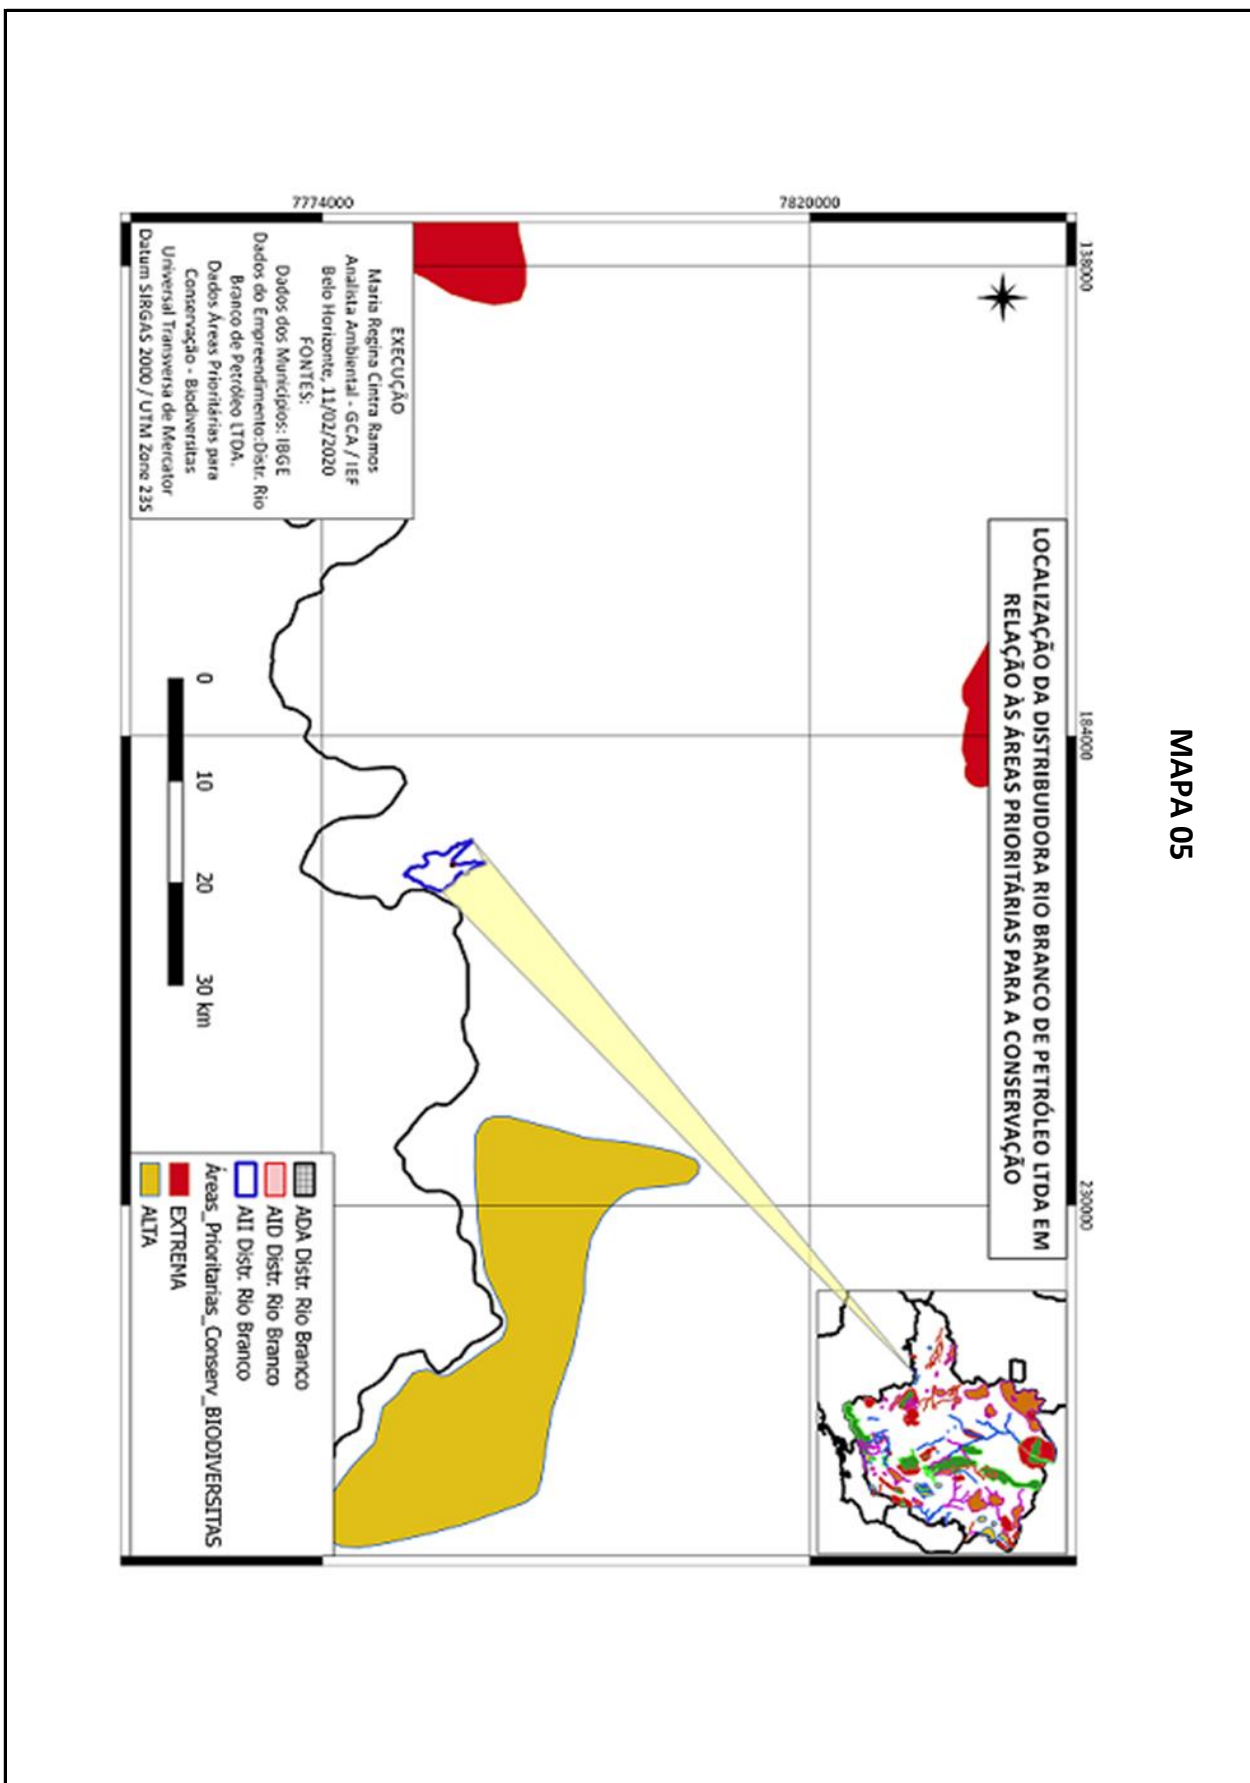 MAPA 05
LOCALIZAÇÃO DA DISTRIBUIDORA RIO BRANCO DE PETRÓLEO LTDA EM
RELAÇÃO ÀS ÁREAS PRIORITÁRIAS PARA A CONSERVAÇÃO
138000
184000
230000
7820000
7774000
EXECUÇÃO
Maria Regina Cintra Ramos
Analista Ambiental - GCA / IEF
Belo Horizonte, 11/02/2020
FONTES:
Dados dos Municípios: IBGE
Dados do Empreendimento:Distr. Rio
Branco de Petróleo LTDA.
Dados Áreas Prioritárias para
Conservação - Biodiversitas
Universal Transversa de Mercator
Datum SIRGAS 2000 / UTM Zone 23S
0 10 20 30 km
ADA Distr. Rio Branco
AID Distr. Rio Branco
AII Distr. Rio Branco
Áreas_Prioritarias_Conserv_BIODIVERSITAS
EXTREMA
ALTA